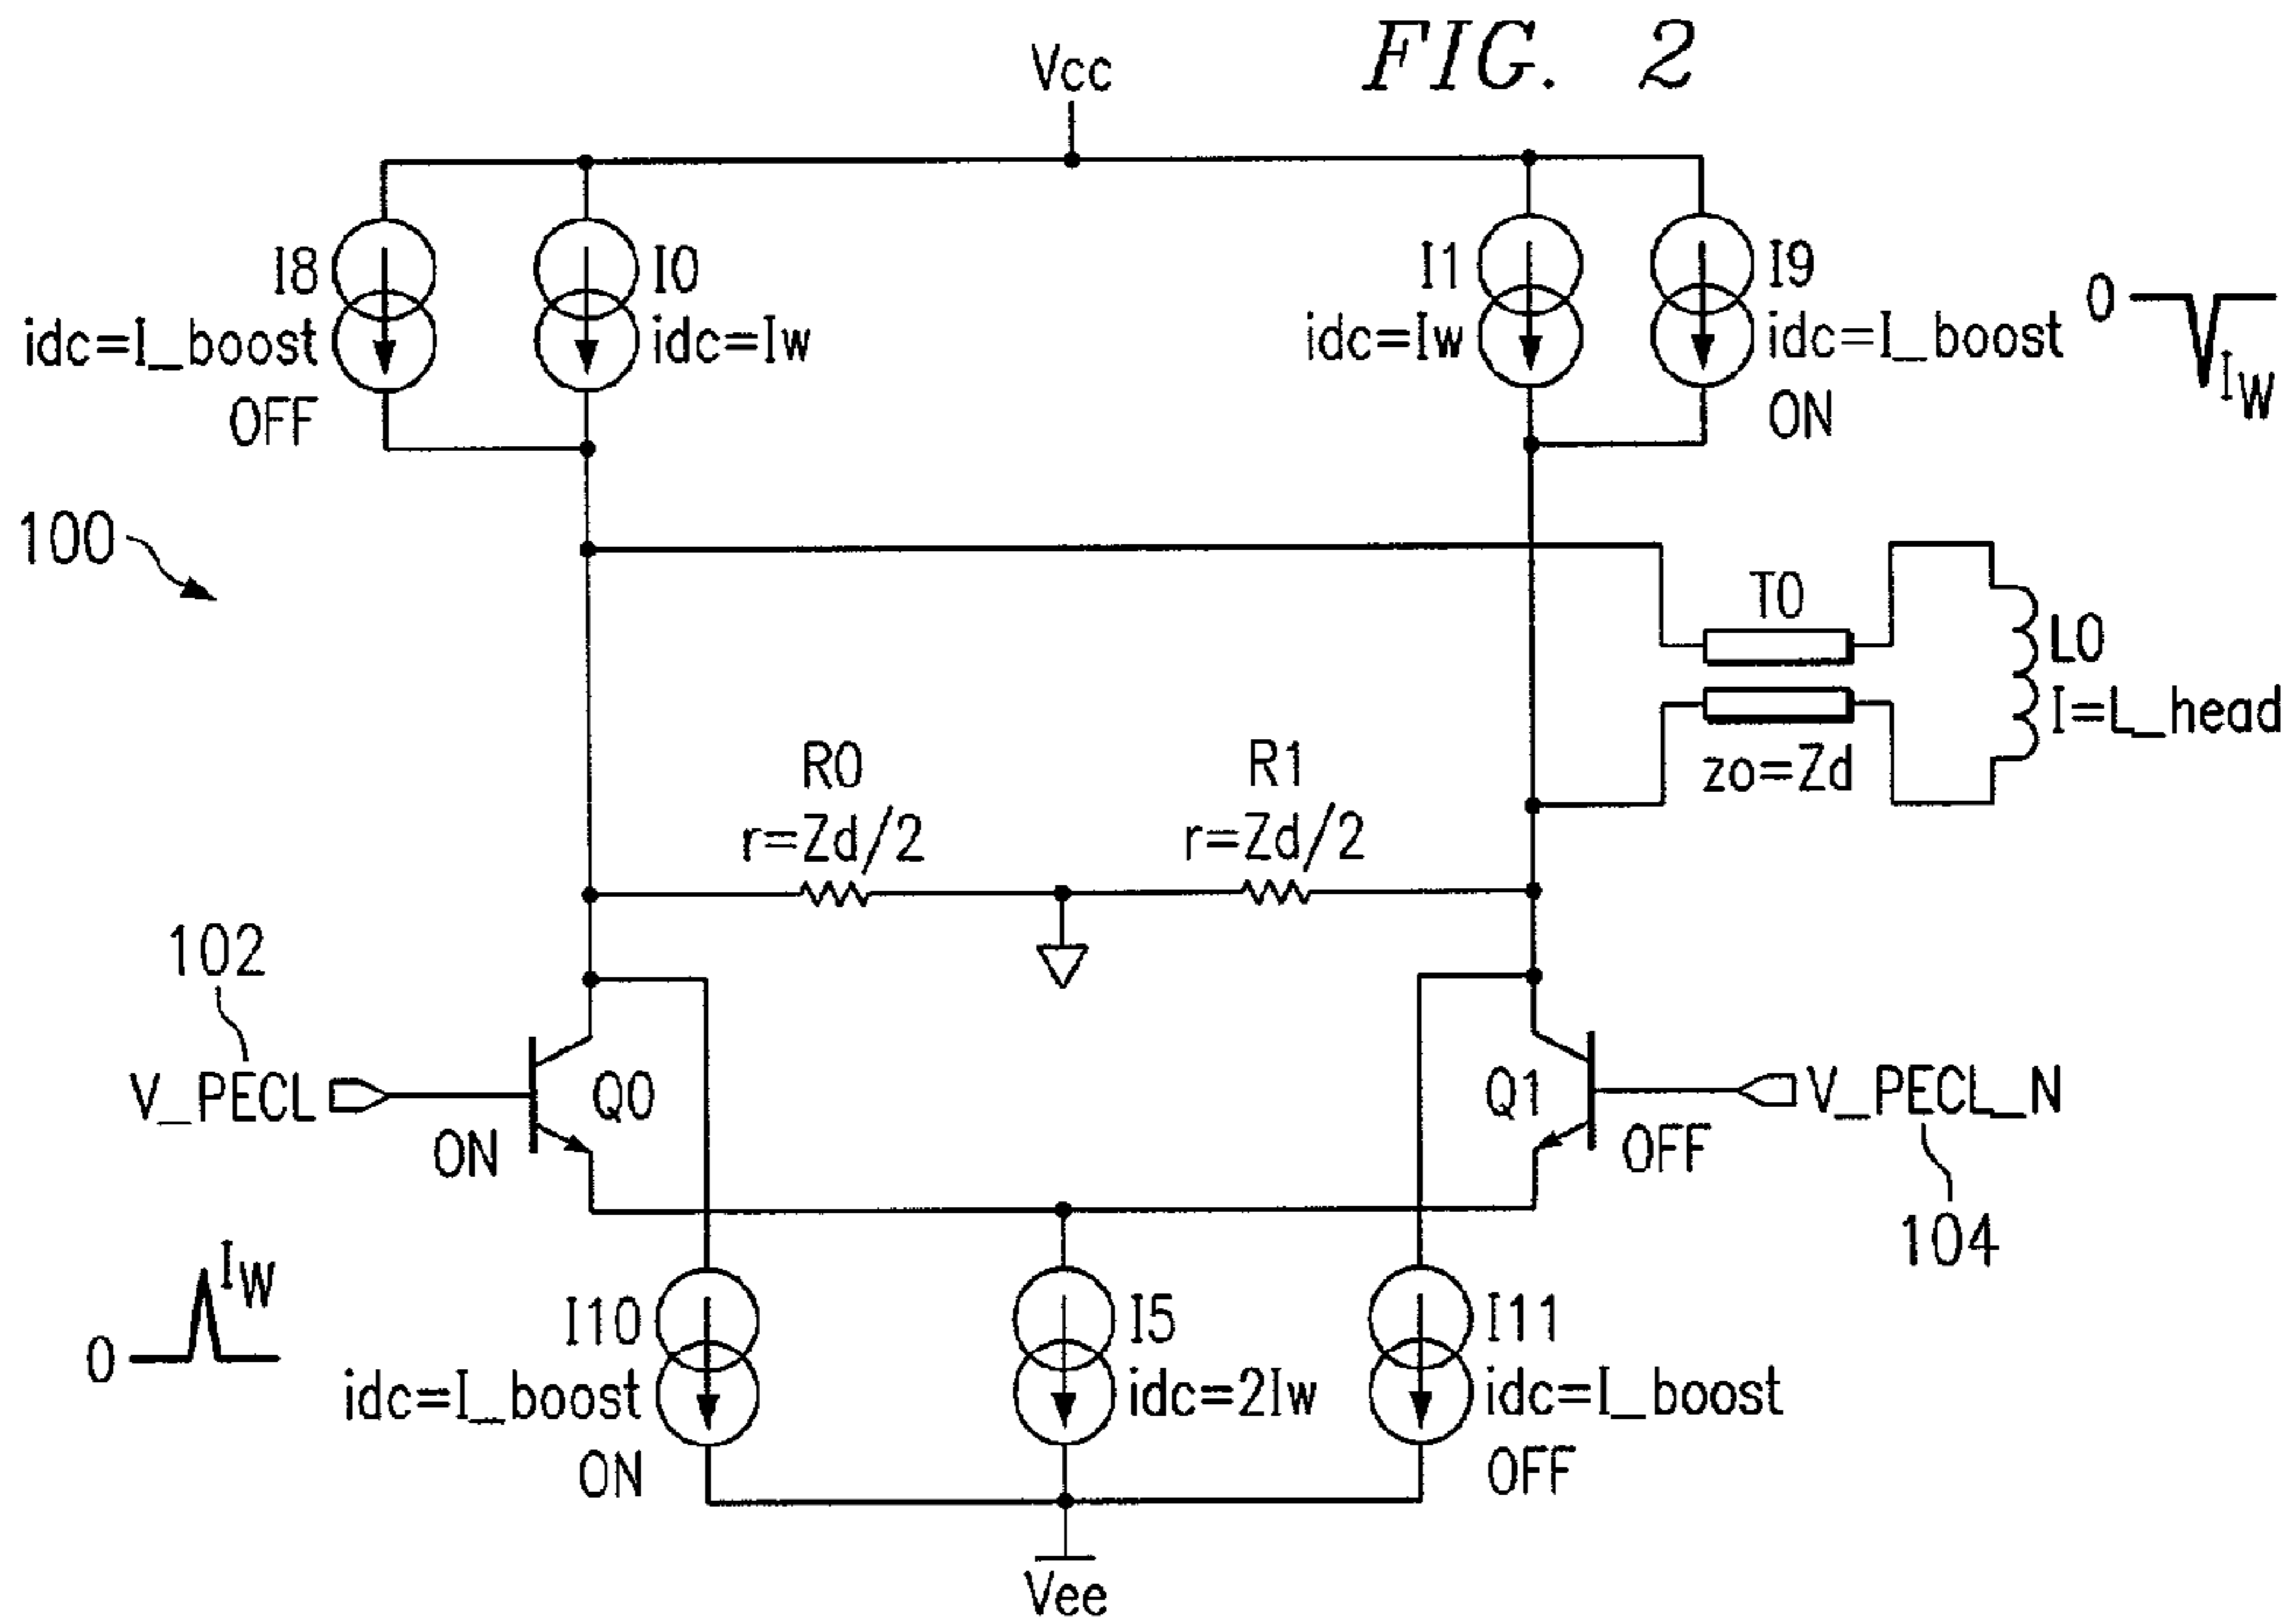 FIG. 2
Vcc
I8
idc=I_boost
OFF
I0
idc=Iw
I1
idc=Iw
I9
idc=I_boost
ON
0
IW
100
T0
zo=Zd
L0
I=L_head
R0
r=Zd/2
R1
r=Zd/2
102
V_PECL
ON
Q0
Q1
OFF
V_PECL_N
104
0
IW
I10
idc=I_boost
ON
I5
idc=2Iw
I11
idc=I_boost
OFF
Vee